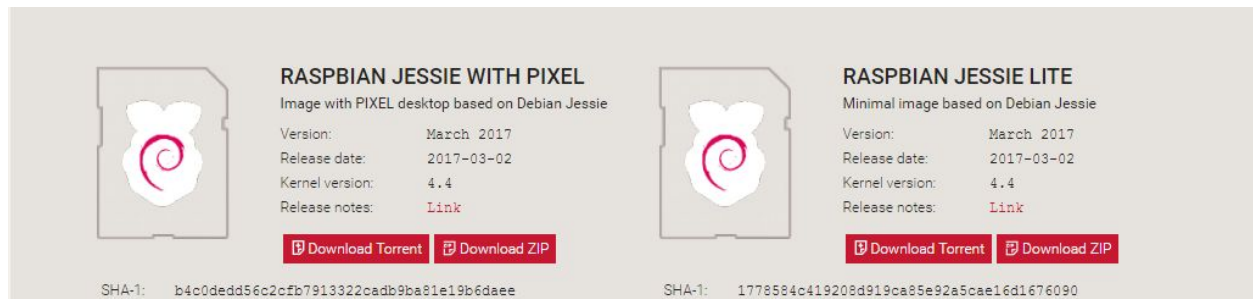 RASPBIAN JESSIE WITH PIXEL
Image with PIXEL desktop based on Debian Jessie
Version: March 2017
Release date: 2017-03-02
Kernel version: 4.4
Release notes: Link
Download Torrent Download ZIP
SHA-1: b4c0dedd56c2cfb7913322cadb9ba81e19b6daee
RASPBIAN JESSIE LITE
Minimal image based on Debian Jessie
Version: March 2017
Release date: 2017-03-02
Kernel version: 4.4
Release notes: Link
Download Torrent Download ZIP
SHA-1: 1778584c419208d919ca85e92a5cae16d1676090